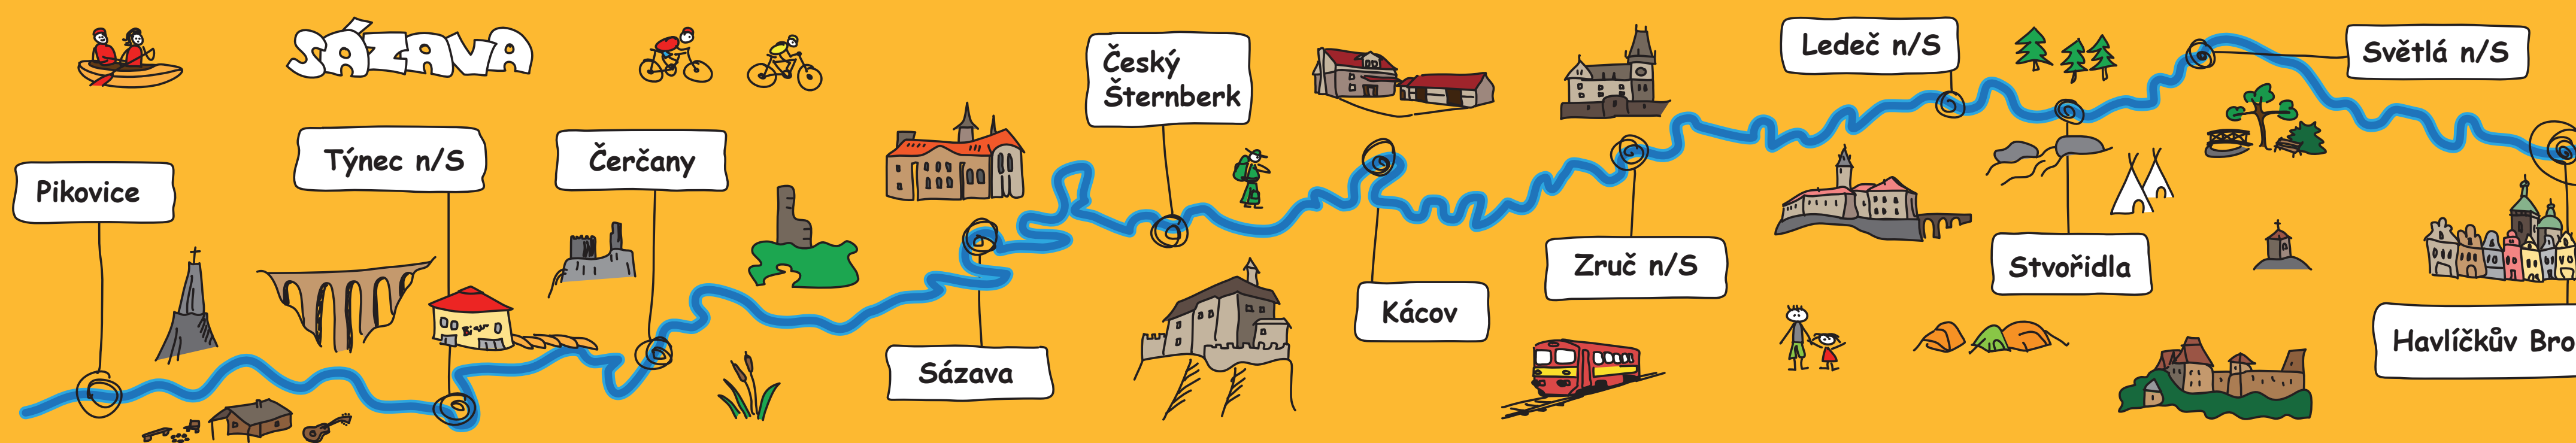 SÁZAVA
Pikovice
Týnec n/S
Čerčany
Sázava
Český
Šternberk
Kácov
Zruč n/S
Ledeč n/S
Stvořidla
Světlá n/S
Havlíčkův Bro